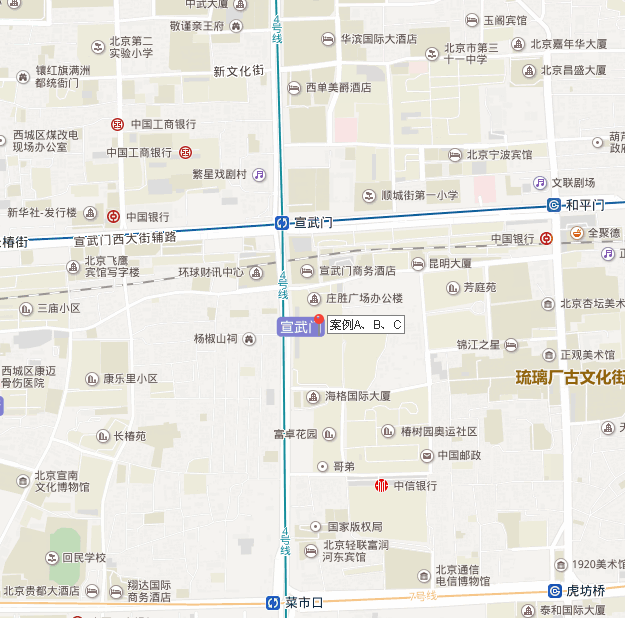 中武大厦
敬谨亲王府
4号线
玉阁宾馆
北京第二
实验小学
华滨国际大酒店
北京市第三
十一中学
北京嘉年华大厦
镶红旗满洲
都统衙门
新文化街
西单美爵酒店
北京昌盛大厦
西城区煤改电
现场办公室
中国工商银行
中国工商银行
北京宁波宾馆
繁星戏剧村
文联剧场
顺城街第一小学
新华社-发行楼
中国银行
宣武门
和平门
全聚德
椿街
宣武门西大街辅路
中国银行
北京飞鹰
宾馆写字楼
环球财讯中心
宣武门商务酒店
昆明大厦
4号线
芳庭苑
三庙小区
庄胜广场办公楼
北京杏坛美术
宣武门
案例A、B、C
杨椒山祠
锦江之星
正观美术馆
西城区康迈
骨伤医院
康乐里小区
琉璃厂古文化街
海格国际大厦
长椿苑
富卓花园
椿树园奥运社区
中国邮政
哥弟
北京宣南
文化博物馆
中信银行
国家版权局
4号线
北京轻联富润
河东宾馆
回民学校
1920美术馆
北京通信
电信博物馆
北京贵都大酒店
翔达国际
商务酒店
菜市口
7号线
虎坊桥
泰和国际大厦